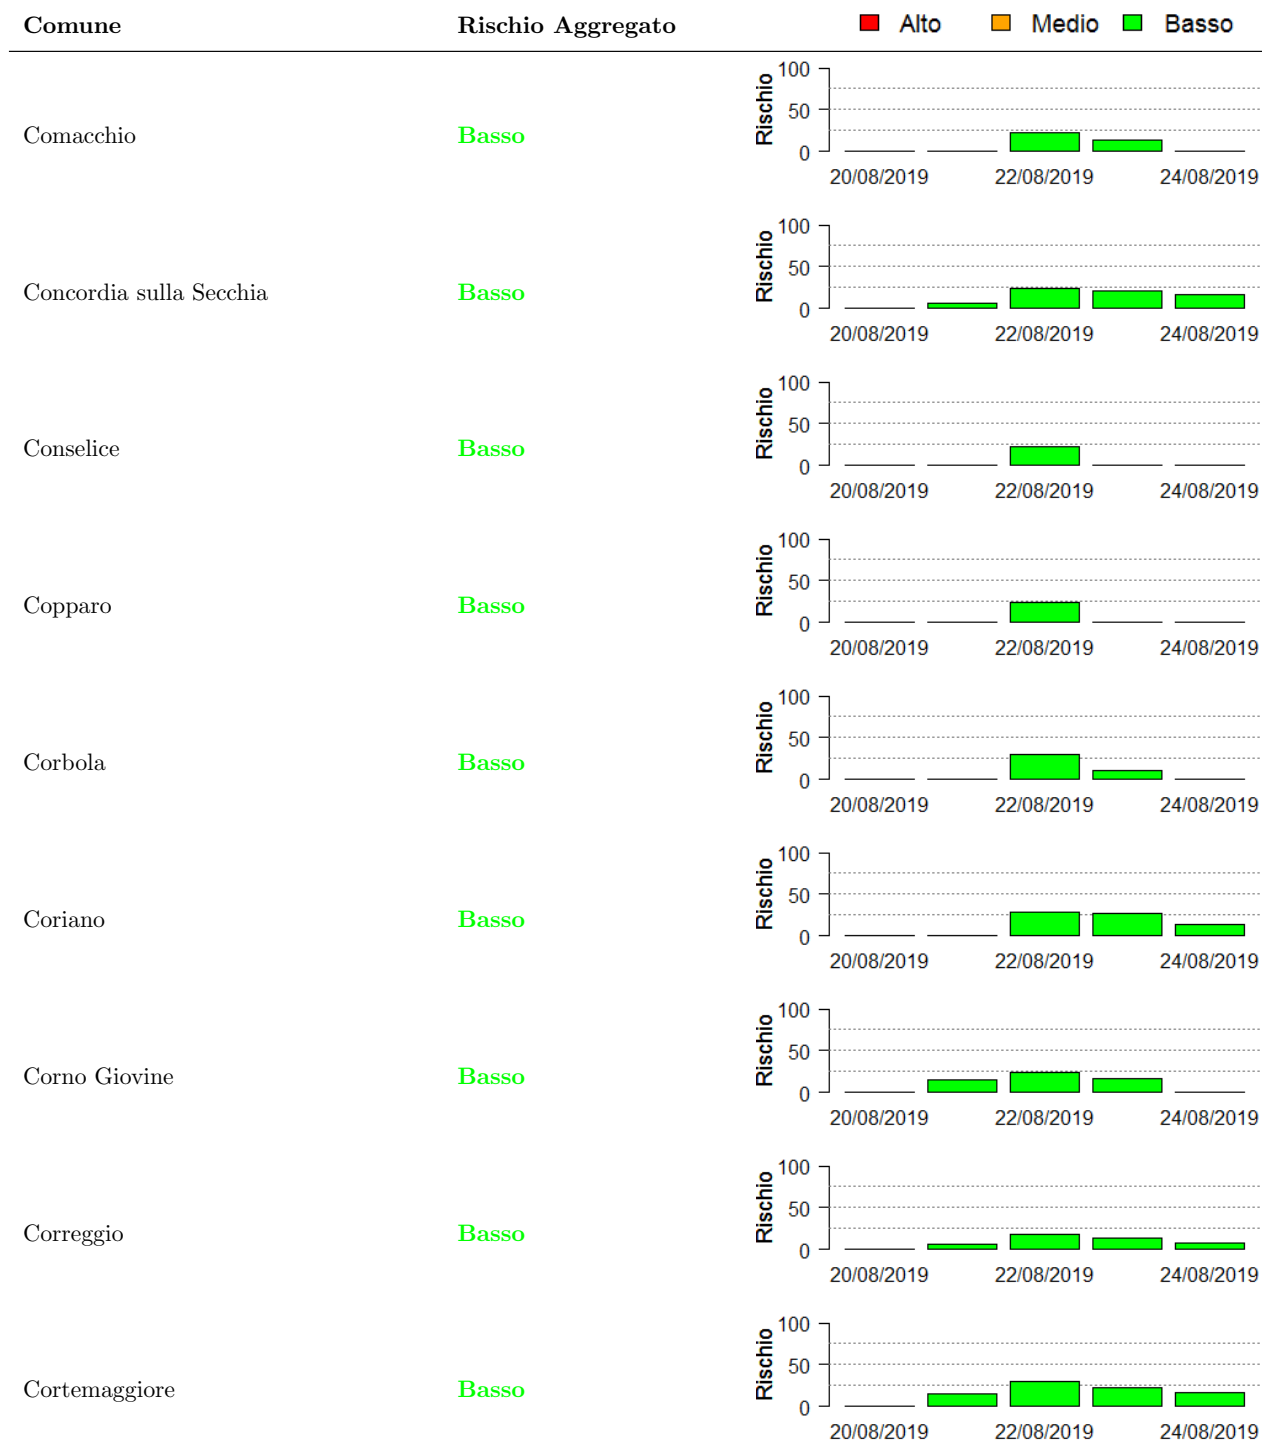 Comune Rischio Aggregato Alto Medio Basso
100
50
0
Rischio
Comacchio Basso
20/08/2019 22/08/2019 24/08/2019
100
50
0
Rischio
Concordia sulla Secchia Basso
20/08/2019 22/08/2019 24/08/2019
100
50
0
Rischio
Conselice Basso
20/08/2019 22/08/2019 24/08/2019
100
50
0
Rischio
Copparo Basso
20/08/2019 22/08/2019 24/08/2019
100
50
0
Rischio
Corbola Basso
20/08/2019 22/08/2019 24/08/2019
100
50
0
Rischio
Coriano Basso
20/08/2019 22/08/2019 24/08/2019
100
50
0
Rischio
Corno Giovine Basso
20/08/2019 22/08/2019 24/08/2019
100
50
0
Rischio
Correggio Basso
20/08/2019 22/08/2019 24/08/2019
100
50
0
Rischio
Cortemaggiore Basso
20/08/2019 22/08/2019 24/08/2019